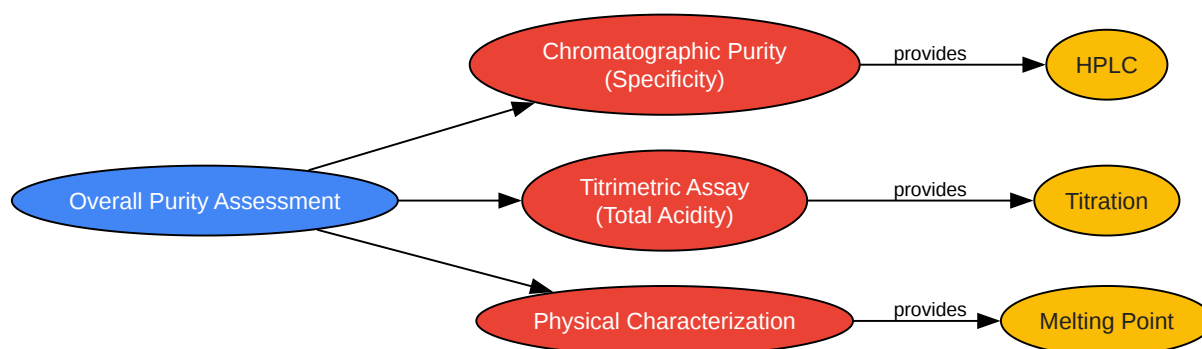 Chromatographic Purity
(Specificity)
provides
HPLC
Overall Purity Assessment
Titrimetric Assay
(Total Acidity)
provides
Titration
Physical Characterization
provides
Melting Point